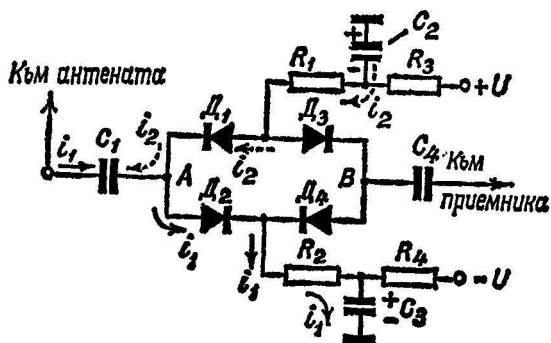 C₂
+
-
R₁
R₃
+U
Към антената
i₂
i₁
C₁
i₂
Д₁
Д₃
i₂
A
B
C₄
Към
приемника
Д₂
Д₄
i₁
i₁
R₂
R₄
-U
i₁
+
-
C₃